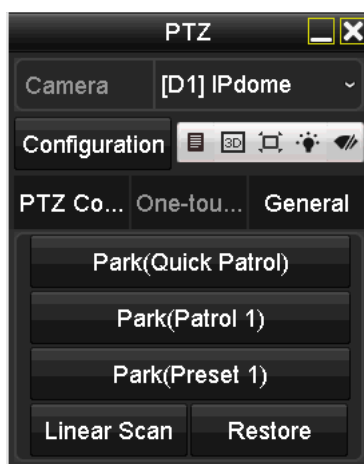 PTZ
Camera [D1] IPdome
Configuration 3D
PTZ Co... One-tou... General
Park(Quick Patrol)
Park(Patrol 1)
Park(Preset 1)
Linear Scan Restore